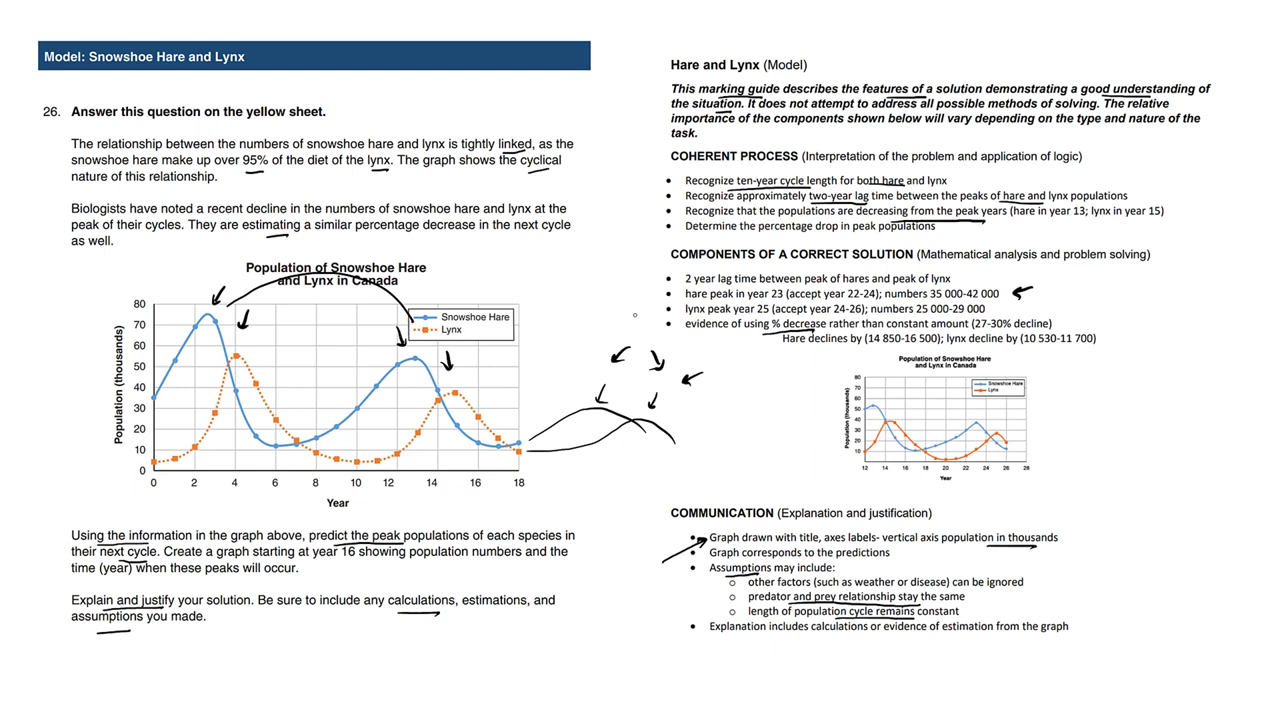 Model: Snowshoe Hare and Lynx
26. Answer this question on the yellow sheet.
The relationship between the numbers of snowshoe hare and lynx is tightly linked, as the
snowshoe hare make up over 95% of the diet of the lynx. The graph shows the cyclical
nature of this relationship.
Biologists have noted a recent decline in the numbers of snowshoe hare and lynx at the
peak of their cycles. They are estimating a similar percentage decrease in the next cycle
as well.
Population of Snowshoe Hare
and Lynx in Canada
Population (thousands)
80
70
60
50
40
30
20
10
0
Snowshoe Hare
Lynx
0 2 4 6 8 10 12 14 16 18
Year
Using the information in the graph above, predict the peak populations of each species in
their next cycle. Create a graph starting at year 16 showing population numbers and the
time (year) when these peaks will occur.
Explain and justify your solution. Be sure to include any calculations, estimations, and
assumptions you made.
Hare and Lynx (Model)
This marking guide describes the features of a solution demonstrating a good understanding of
the situation. It does not attempt to address all possible methods of solving. The relative
importance of the components shown below will vary depending on the type and nature of the
task.
COHERENT PROCESS (Interpretation of the problem and application of logic)
• Recognize ten-year cycle length for both hare and lynx
• Recognize approximately two-year lag time between the peaks of hare and lynx populations
• Recognize that the populations are decreasing from the peak years (hare in year 13; lynx in year 15)
• Determine the percentage drop in peak populations
COMPONENTS OF A CORRECT SOLUTION (Mathematical analysis and problem solving)
• 2 year lag time between peak of hares and peak of lynx
• hare peak in year 23 (accept year 22-24); numbers 35 000-42 000
• lynx peak year 25 (accept year 24-26); numbers 25 000-29 000
• evidence of using % decrease rather than constant amount (27-30% decline)
Hare declines by (14 850-16 500); lynx decline by (10 530-11 700)
Population of Snowshoe Hare
and Lynx in Canada
Population (thousands)
80
70
60
50
40
30
20
10
Snowshoe Hare
Lynx
12 14 16 18 20 22 24 26 28
Year
COMMUNICATION (Explanation and justification)
• Graph drawn with title, axes labels- vertical axis population in thousands
• Graph corresponds to the predictions
• Assumptions may include:
o other factors (such as weather or disease) can be ignored
o predator and prey relationship stay the same
o length of population cycle remains constant
• Explanation includes calculations or evidence of estimation from the graph